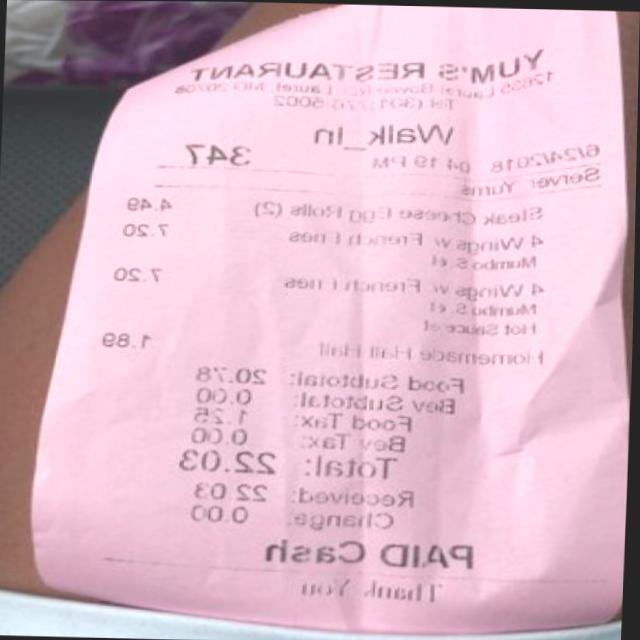 YUM'S RESTAURANT
12635 Laurel Bowie Rd. Laurel, MD 20708
Tel (301) 776-5002
Walk_In
6/24/2018 04:19 PM 347
Server Yums
Steak Cheese Egg Rolls (2) 4.49
4 Wings w French Fries 7.20
Mumbo S. et
4 Wings w French Fries 7.20
Mumbo S. et
Hot Sauce et
Homemade Half Half 1.89
Food Subtotal: 20.78
Bev Subtotal: 0.00
Food Tax: 1.25
Bev Tax: 0.00
Total: 22.03
Received: 22.03
Change: 0.00
PAID Cash
Thank You